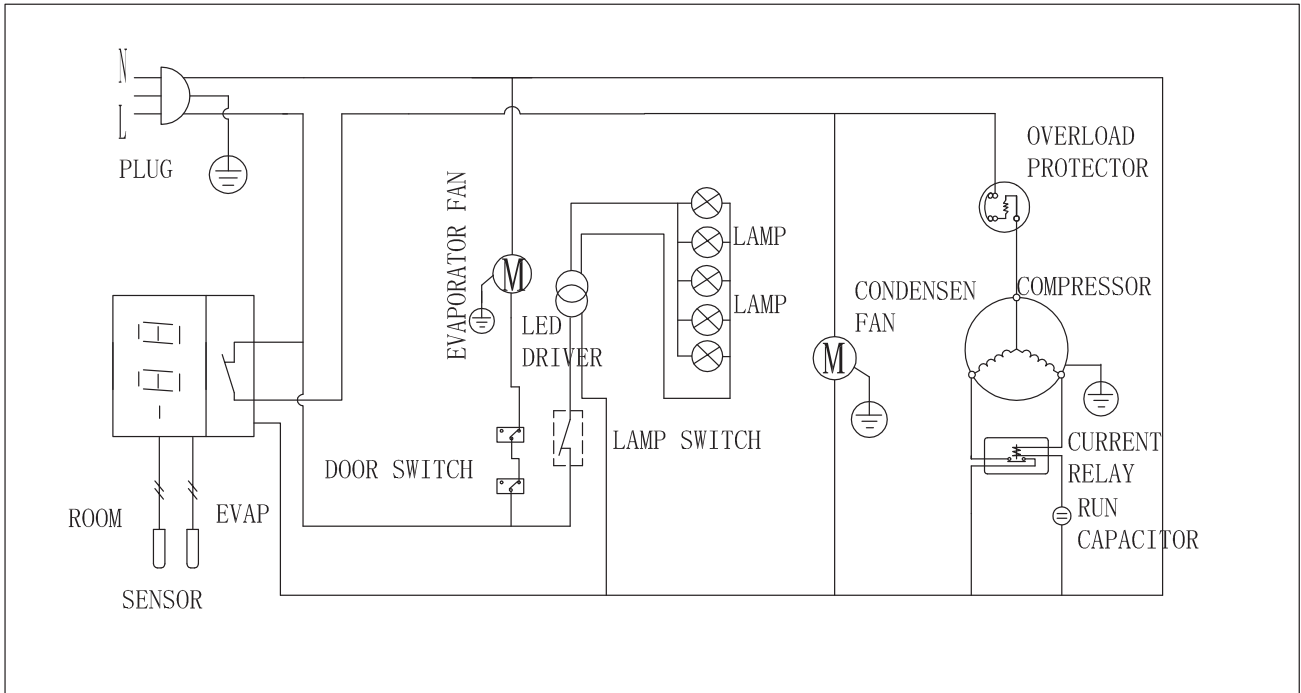 N
L
PLUG
OVERLOAD
PROTECTOR
EVAPORATOR FAN
M
LED
DRIVER
LAMP
LAMP
CONDENSEN
FAN
M
COMPRESSOR
DOOR SWITCH
LAMP SWITCH
CURRENT
RELAY
RUN
CAPACITOR
ROOM
EVAP
SENSOR